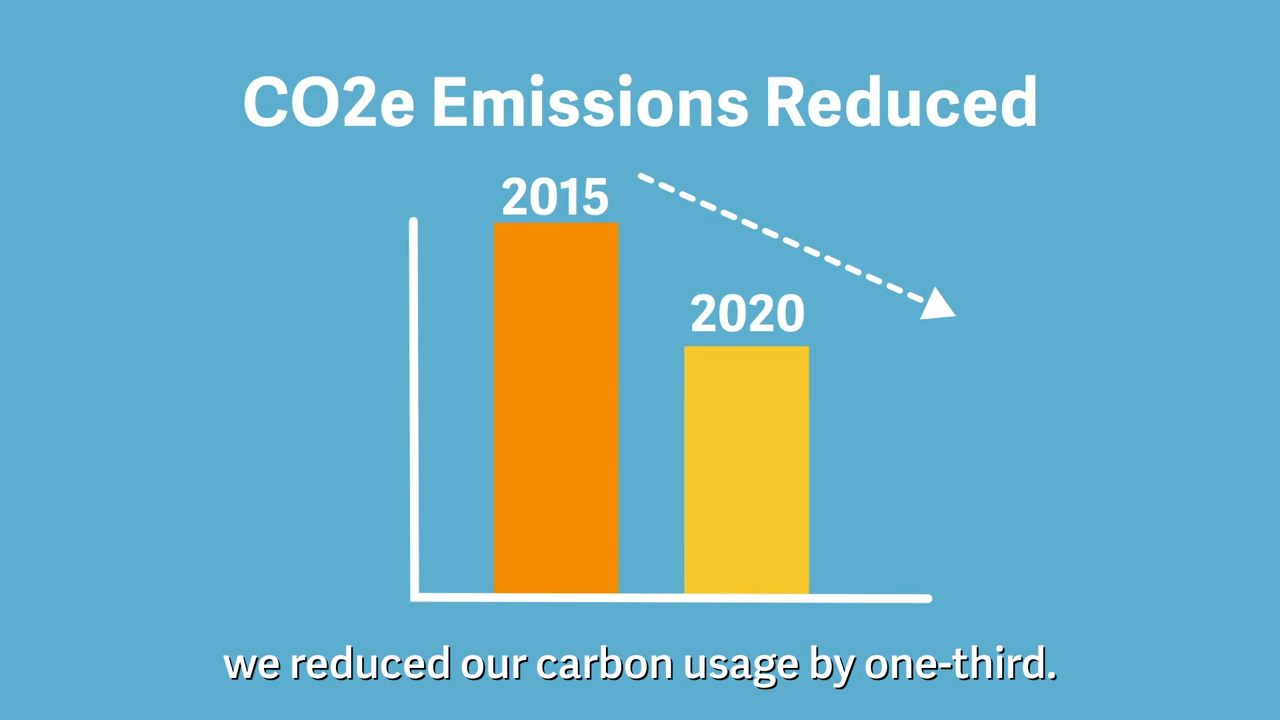 CO2e Emissions Reduced
2015
2020
we reduced our carbon usage by one-third.